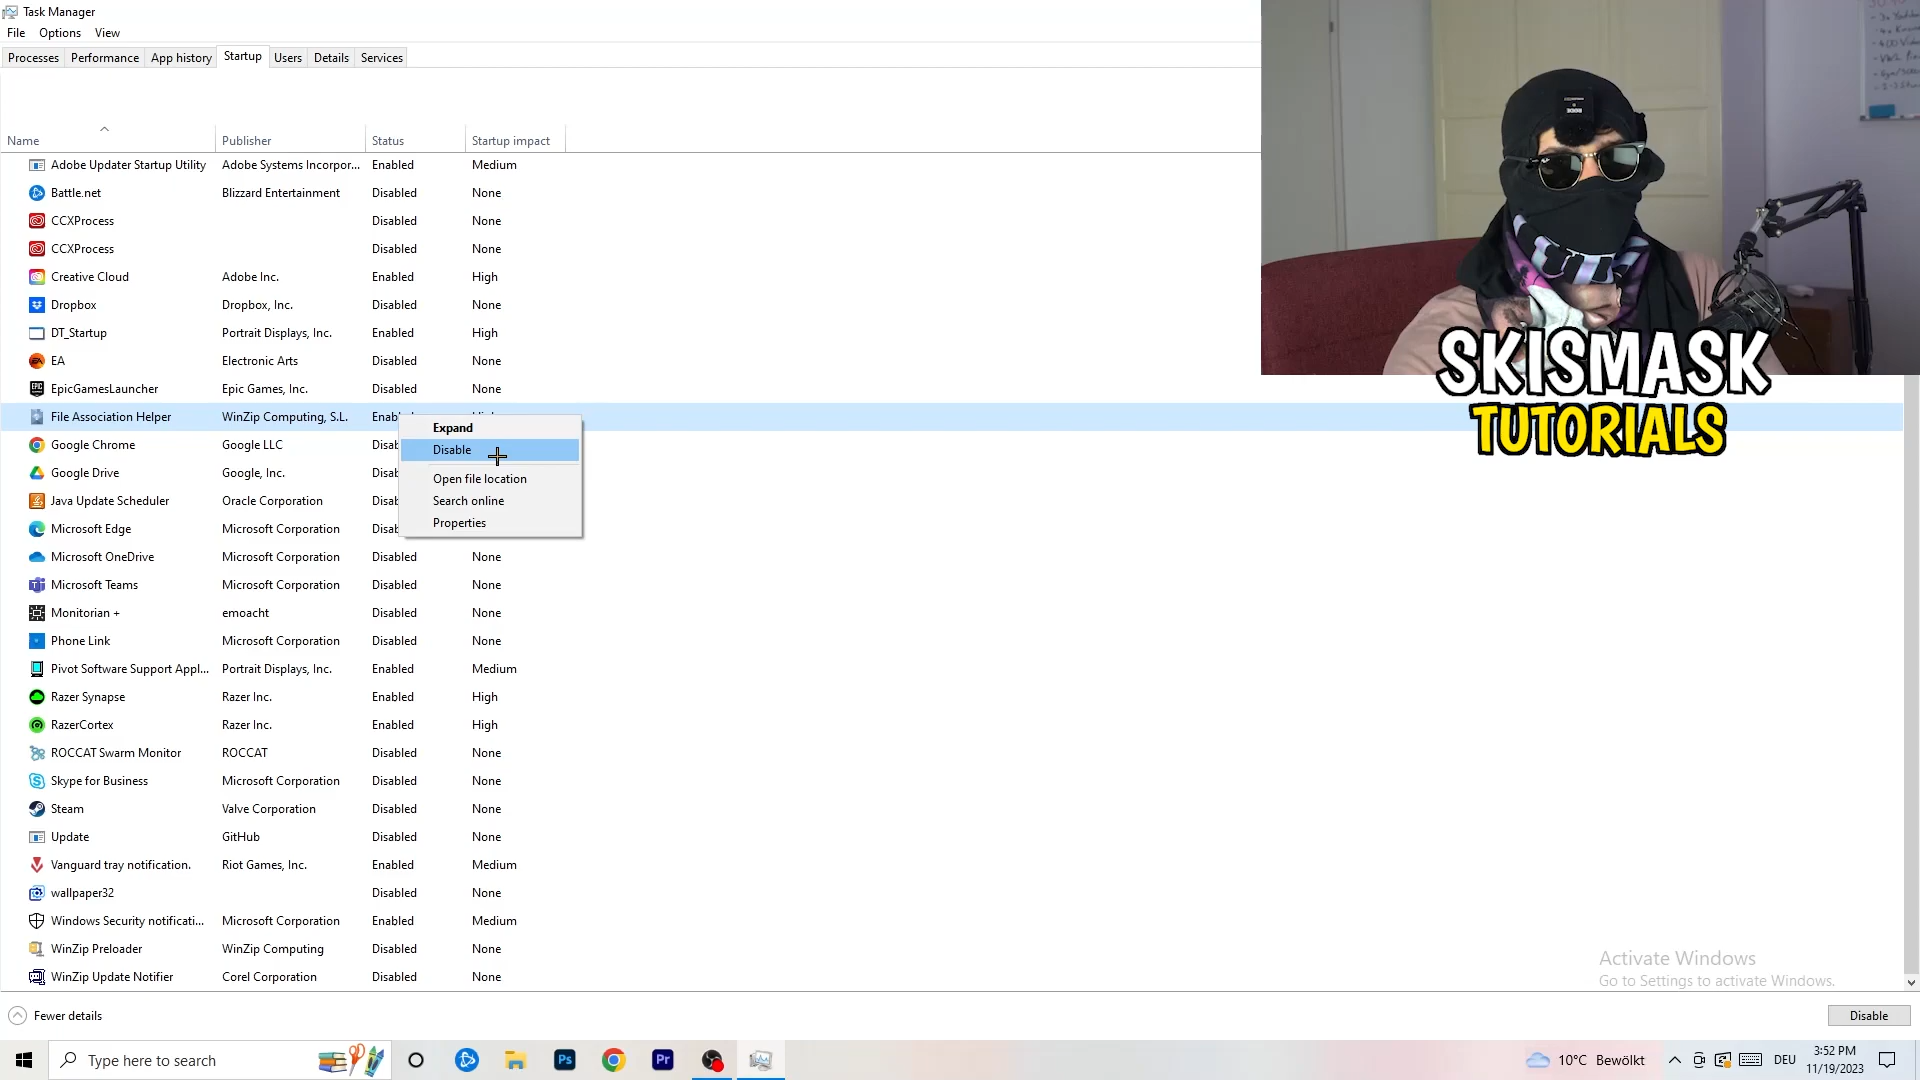 Task Manager
File Options View
Processes Performance App history Startup Users Details Services
Name Publisher Status Startup impact
Adobe Updater Startup Utility Adobe Systems Incorpor... Enabled Medium
Battle.net Blizzard Entertainment Disabled None
CCXProcess Disabled None
CCXProcess Disabled None
Creative Cloud Adobe Inc. Enabled High
Dropbox Dropbox, Inc. Disabled None
DT_Startup Portrait Displays, Inc. Enabled High
EA Electronic Arts Disabled None
EpicGamesLauncher Epic Games, Inc. Disabled None
File Association Helper WinZip Computing, S.L.
Google Chrome Google LLC
Google Drive Google, Inc.
Java Update Scheduler Oracle Corporation
Microsoft Edge Microsoft Corporation
Expand
Disable
Open file location
Search online
Properties
Microsoft OneDrive Microsoft Corporation Disabled None
Microsoft Teams Microsoft Corporation Disabled None
Monitorian + emoacht Disabled None
Phone Link Microsoft Corporation Disabled None
Pivot Software Support Appl... Portrait Displays, Inc. Enabled Medium
Razer Synapse Razer Inc. Enabled High
RazerCortex Razer Inc. Enabled High
ROCCAT Swarm Monitor ROCCAT Disabled None
Skype for Business Microsoft Corporation Disabled None
Steam Valve Corporation Disabled None
Update GitHub Disabled None
Vanguard tray notification. Riot Games, Inc. Enabled Medium
wallpaper32 Disabled None
Windows Security notificati... Microsoft Corporation Enabled Medium
WinZip Preloader WinZip Computing Disabled None
WinZip Update Notifier Corel Corporation Disabled None
SKISMASK
TUTORIALS
Activate Windows
Go to Settings to activate Windows.
Fewer details
Disable
Type here to search
Ps
Pr
10°C Bewölkt
DEU
3:52 PM
11/19/2023